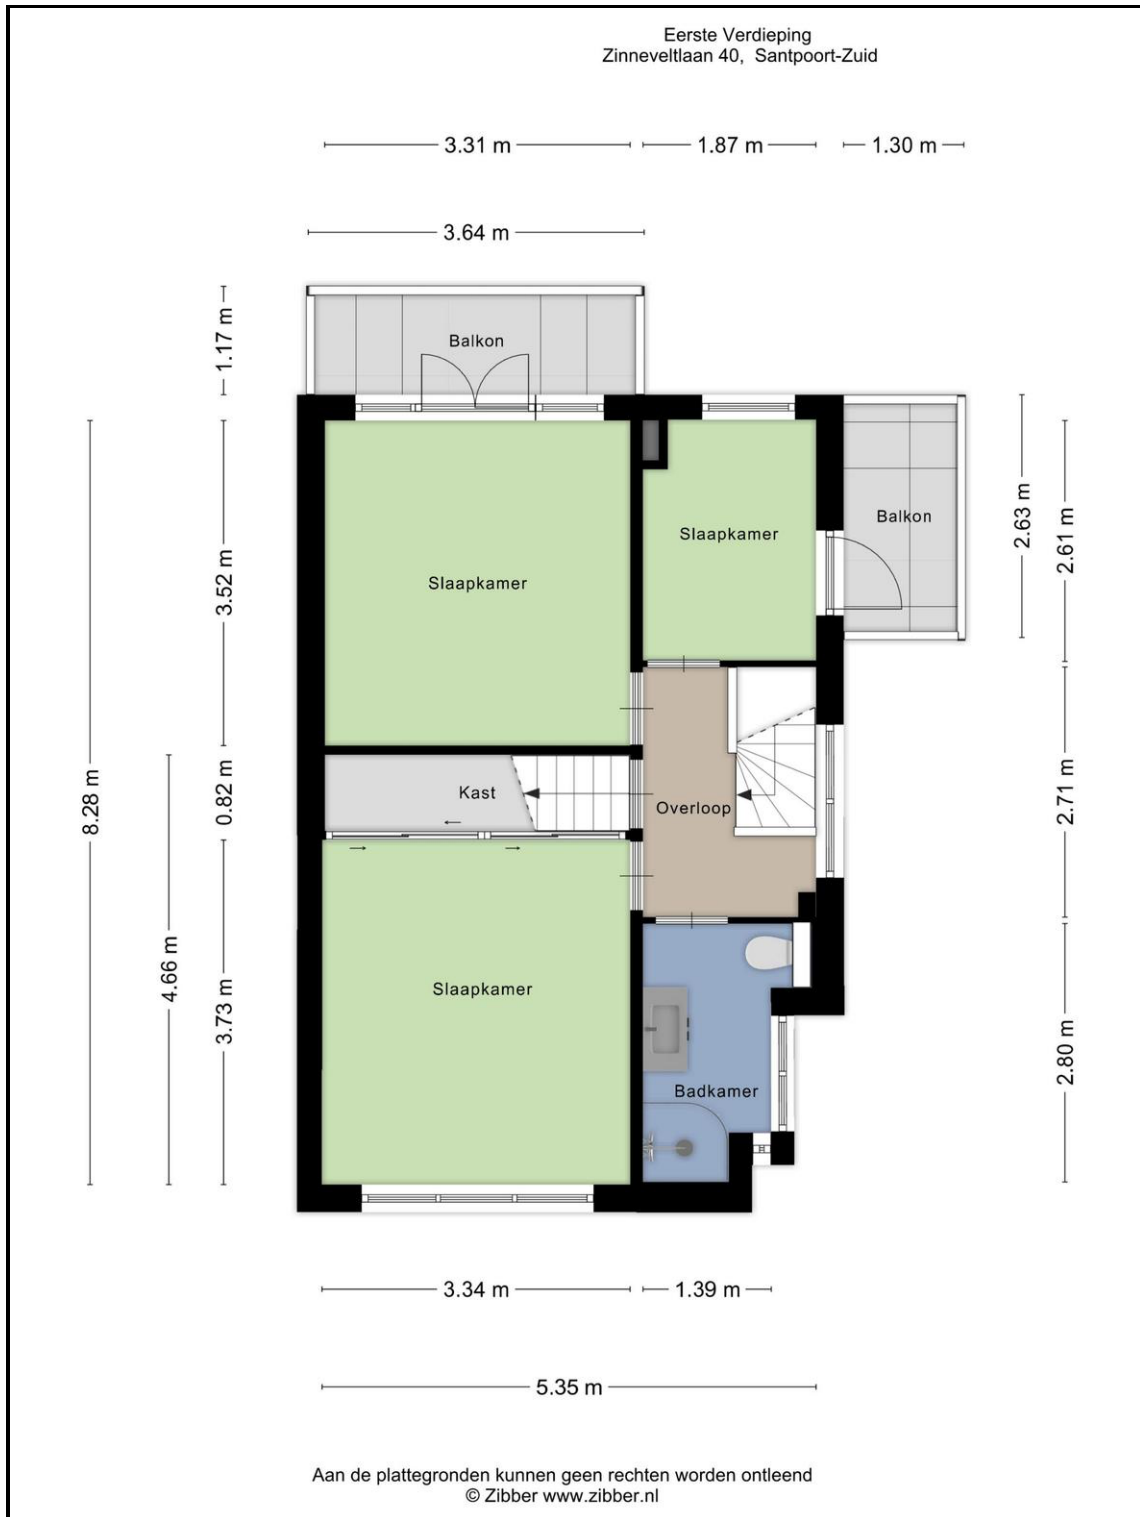 Eerste Verdieping
Zinneveltlaan 40, Santpoort-Zuid
3.31 m
1.87 m
1.30 m
3.64 m
1.17 m
Balkon
8.28 m
3.52 m
Slaapkamer
Slaapkamer
Balkon
2.63 m
2.61 m
4.66 m
0.82 m
Kast
Overloop
2.71 m
3.73 m
Slaapkamer
Badkamer
2.80 m
3.34 m
1.39 m
5.35 m
Aan de plattegronden kunnen geen rechten worden ontleend
© Zibber www.zibber.nl